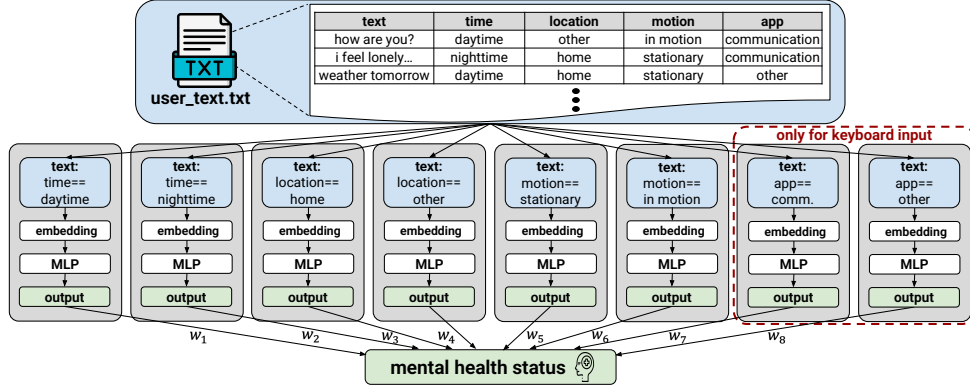 text time location motion app
how are you? daytime other in motion communication
i feel lonely... nighttime home stationary communication
weather tomorrow daytime home stationary other
TXT
user_text.txt
only for keyboard input
text: text: text: text: text: text: text: text:
time== time== location== location== motion== motion== app== app==
daytime nighttime home other stationary in motion comm. other
embedding embedding embedding embedding embedding embedding embedding embedding
MLP MLP MLP MLP MLP MLP MLP MLP
output output output output output output output output
w₁ w₂ w₃ w₄ w₅ w₆ w₇ w₈
mental health status